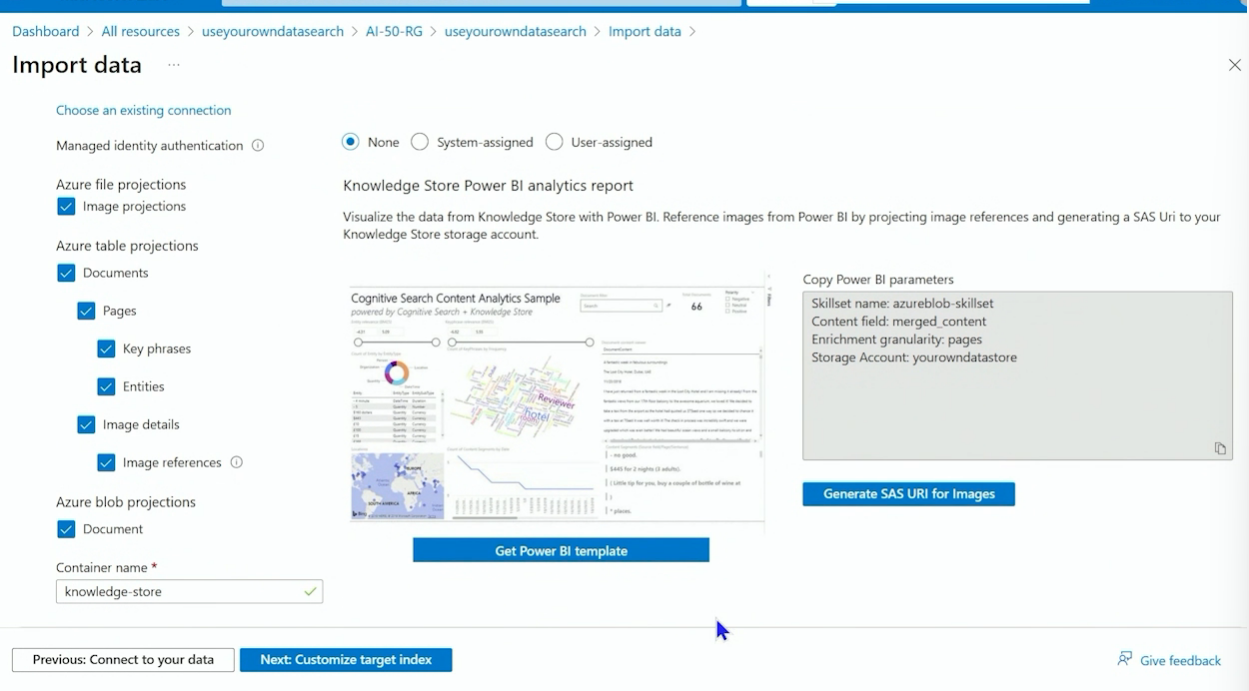 Dashboard > All resources > useyourowndatasearch > AI-50-RG > useyourowndatasearch > Import data >
Import data ...
Choose an existing connection
Managed identity authentication
None System-assigned User-assigned
Azure file projections
Image projections
Azure table projections
Documents
Pages
Key phrases
Entities
Image details
Image references
Azure blob projections
Document
Container name *
knowledge-store
Knowledge Store Power BI analytics report
Visualize the data from Knowledge Store with Power BI. Reference images from Power BI by projecting image references and generating a SAS Uri to your
Knowledge Store storage account.
Cognitive Search Content Analytics Sample
powered by Cognitive Search + Knowledge Store
66
Reviewer
hotel
- no good.
$445 for 2 nights (3 adults).
( Little tip for you, buy a couple of bottle of wine at
)
* places.
Get Power BI template
Copy Power BI parameters
Skillset name: azureblob-skillset
Content field: merged_content
Enrichment granularity: pages
Storage Account: yourowndatastore
Generate SAS URI for Images
Previous: Connect to your data
Next: Customize target index
Give feedback